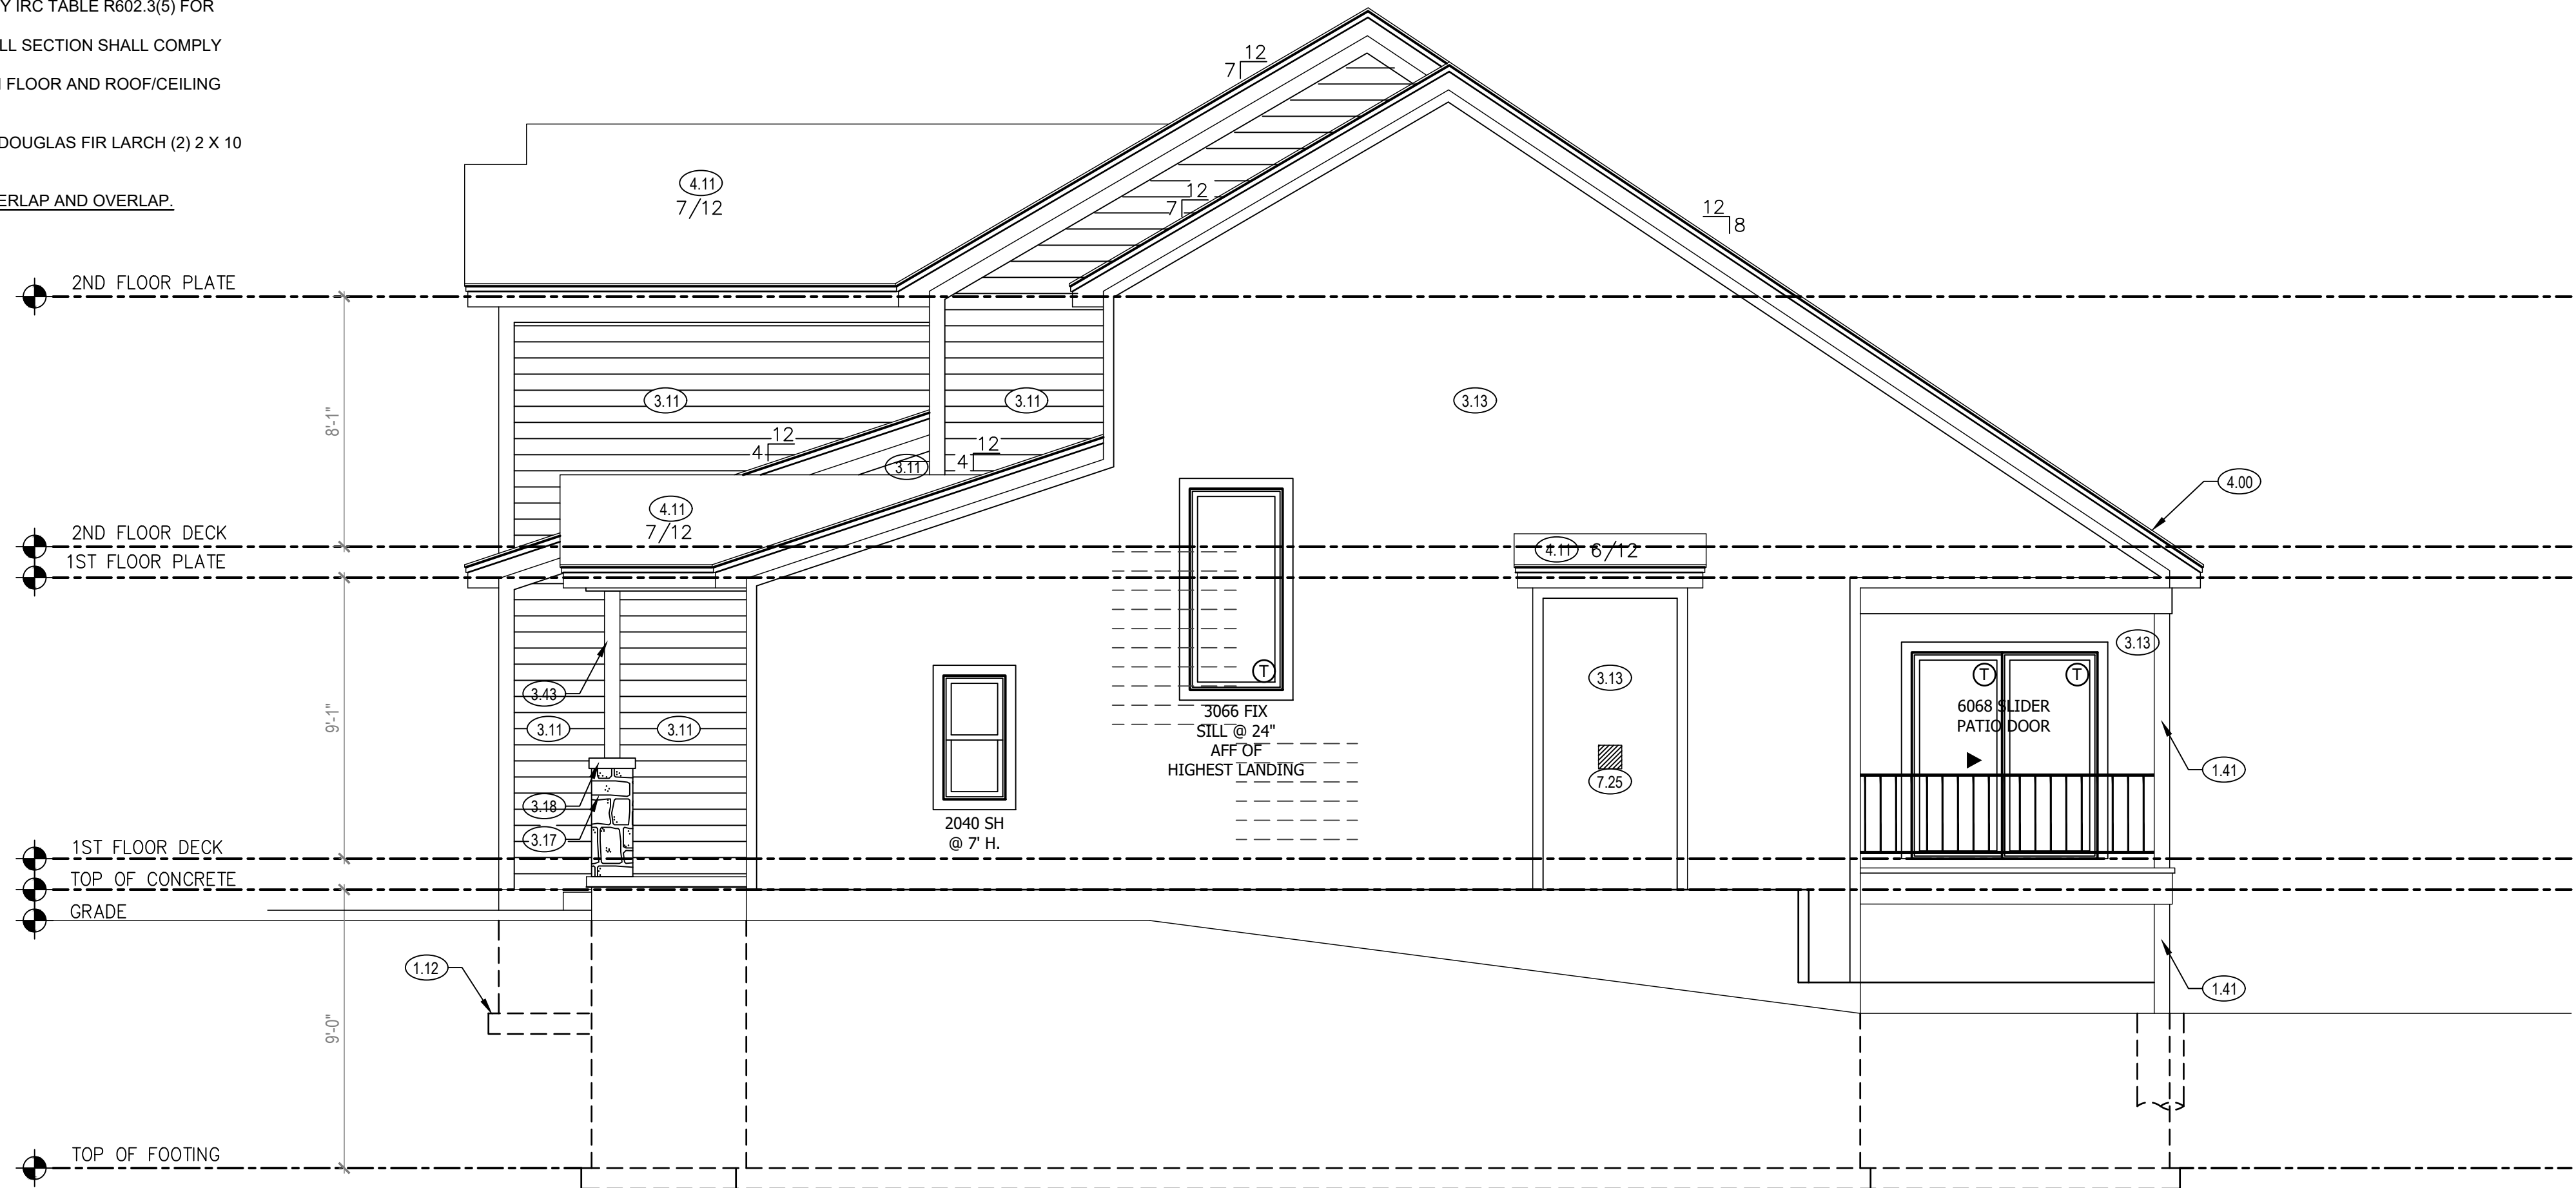 Y IRC TABLE R602.3(5) FOR
LL SECTION SHALL COMPLY
FLOOR AND ROOF/CEILING
DOUGLAS FIR LARCH (2) 2 X 10
ERLAP AND OVERLAP.
12
7
12
7
12
8
4.11
7/12
2ND FLOOR PLATE
8'-1"
3.11
3.11
3.13
12
4
12
4
3.11
4.00
4.11
7/12
2ND FLOOR DECK
1ST FLOOR PLATE
4.11 6/12
3.13
T
3.13
T
T
3.43
3.11
3.11
9'-1"
3066 FIX
SILL @ 24"
AFF OF
HIGHEST LANDING
6068 SLIDER
PATIO DOOR
1.41
7.25
3.18
3.17
2040 SH
@ 7' H.
1ST FLOOR DECK
TOP OF CONCRETE
GRADE
1.12
1.41
9'-0"
TOP OF FOOTING